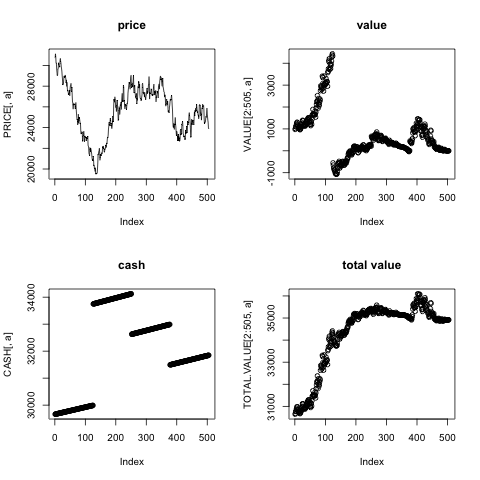 price
PRICE[, a]
20000 24000 28000
0 100 200 300 400 500
Index
value
VALUE[2:505, a]
-1000 1000 3000
0 100 200 300 400 500
Index
cash
CASH[, a]
30000 32000 34000
0 100 200 300 400 500
Index
total value
TOTAL.VALUE[2:505, a]
31000 33000 35000
0 100 200 300 400 500
Index